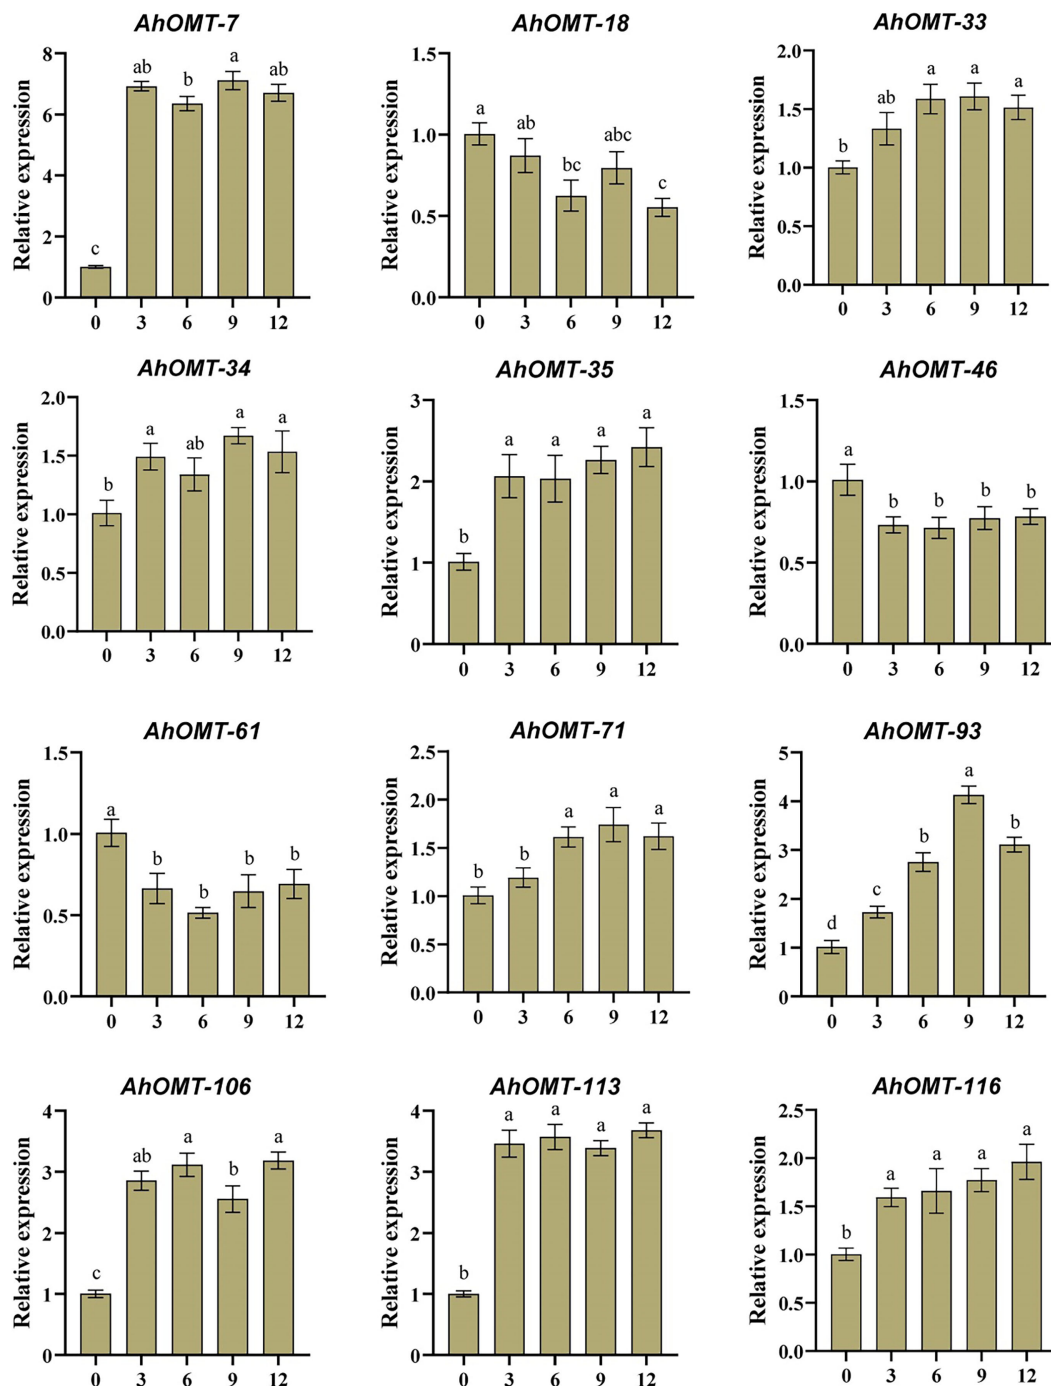 AhOMT-7
Relative expression
8
6
4
2
0
c
ab
b
a
ab
0 3 6 9 12
AhOMT-18
Relative expression
1.5
1.0
0.5
0.0
a
ab
bc
abc
c
0 3 6 9 12
AhOMT-33
Relative expression
2.0
1.5
1.0
0.5
0.0
b
ab
a
a
a
0 3 6 9 12
AhOMT-34
Relative expression
2.0
1.5
1.0
0.5
0.0
b
a
ab
a
a
0 3 6 9 12
AhOMT-35
Relative expression
3
2
1
0
b
a
a
a
a
0 3 6 9 12
AhOMT-46
Relative expression
1.5
1.0
0.5
0.0
a
b
b
b
b
0 3 6 9 12
AhOMT-61
Relative expression
1.5
1.0
0.5
0.0
a
b
b
b
b
0 3 6 9 12
AhOMT-71
Relative expression
2.5
2.0
1.5
1.0
0.5
0.0
b
b
a
a
a
0 3 6 9 12
AhOMT-93
Relative expression
5
4
3
2
1
0
d
c
b
a
b
0 3 6 9 12
AhOMT-106
Relative expression
4
3
2
1
0
c
ab
a
b
a
0 3 6 9 12
AhOMT-113
Relative expression
4
3
2
1
0
b
a
a
a
a
0 3 6 9 12
AhOMT-116
Relative expression
2.5
2.0
1.5
1.0
0.5
0.0
b
a
a
a
a
0 3 6 9 12